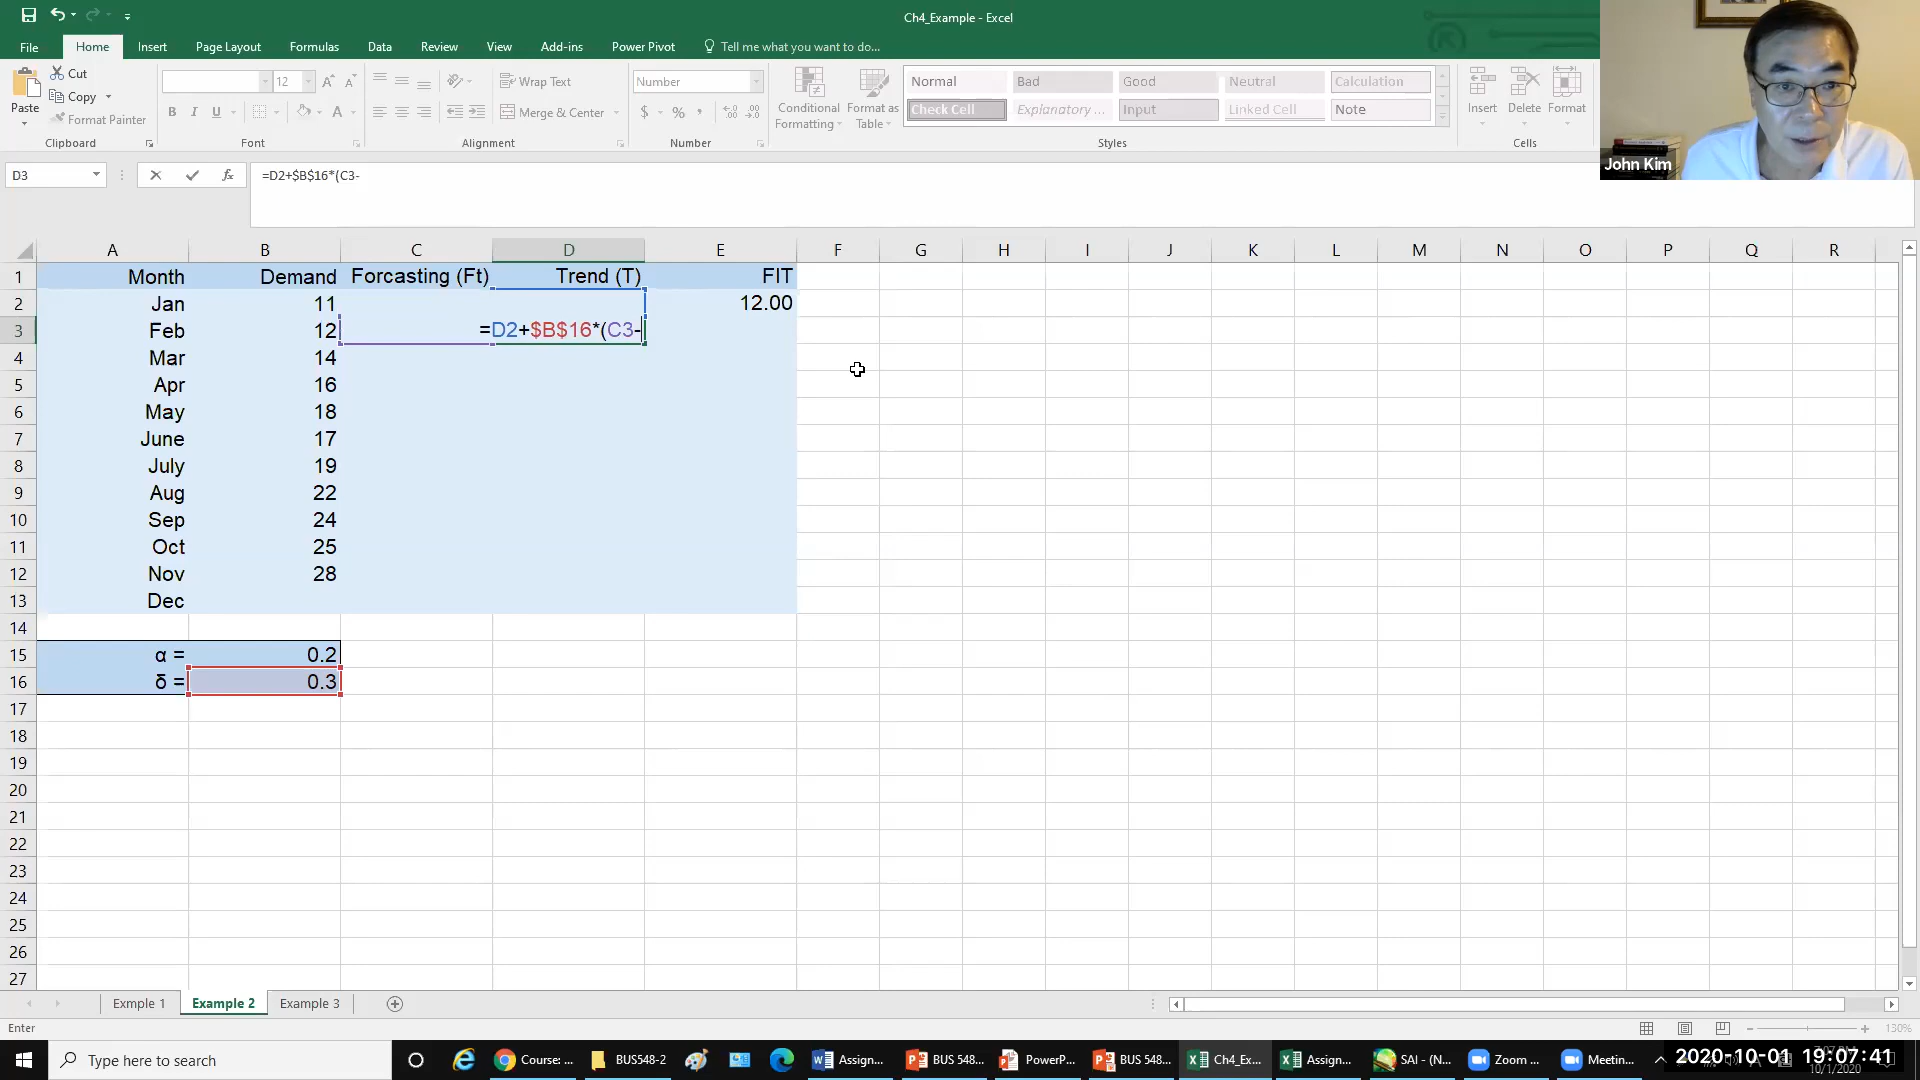 Ch4_Example - Excel
File Home Insert Page Layout Formulas Data Review View Add-ins Power Pivot Tell me what you want to do...
Cut
Copy
Format Painter
Paste
Clipboard
12
B I U
Font
Wrap Text
Merge & Center
Alignment
Number
$ %
Number
Conditional Formatting
Format as Table
Normal Bad Good Neutral Calculation
Check Cell Explanatory ... Input Linked Cell Note
Styles
Insert Delete Format
Cells
John Kim
D3 fx =D2+$B$16*(C3-
A B C D E F G H I J K L M N O P Q R
1 Month Demand Forcasting (Ft) Trend (T) FIT
2 Jan 11 12.00
3 Feb 12 =D2+$B$16*(C3-
4 Mar 14
5 Apr 16
6 May 18
7 June 17
8 July 19
9 Aug 22
10 Sep 24
11 Oct 25
12 Nov 28
13 Dec
14
15 α = 0.2
16 δ = 0.3
17
18
19
20
21
22
23
24
25
26
27
Exmple 1 Example 2 Example 3
Enter
130%
Type here to search
Course: ... BUS548-2 Assign... BUS 548... PowerP... BUS 548... Ch4_Ex... Assign... SAI - (N... Zoom ... Meetin...
2020-10-01 19:07:41
10/1/2020